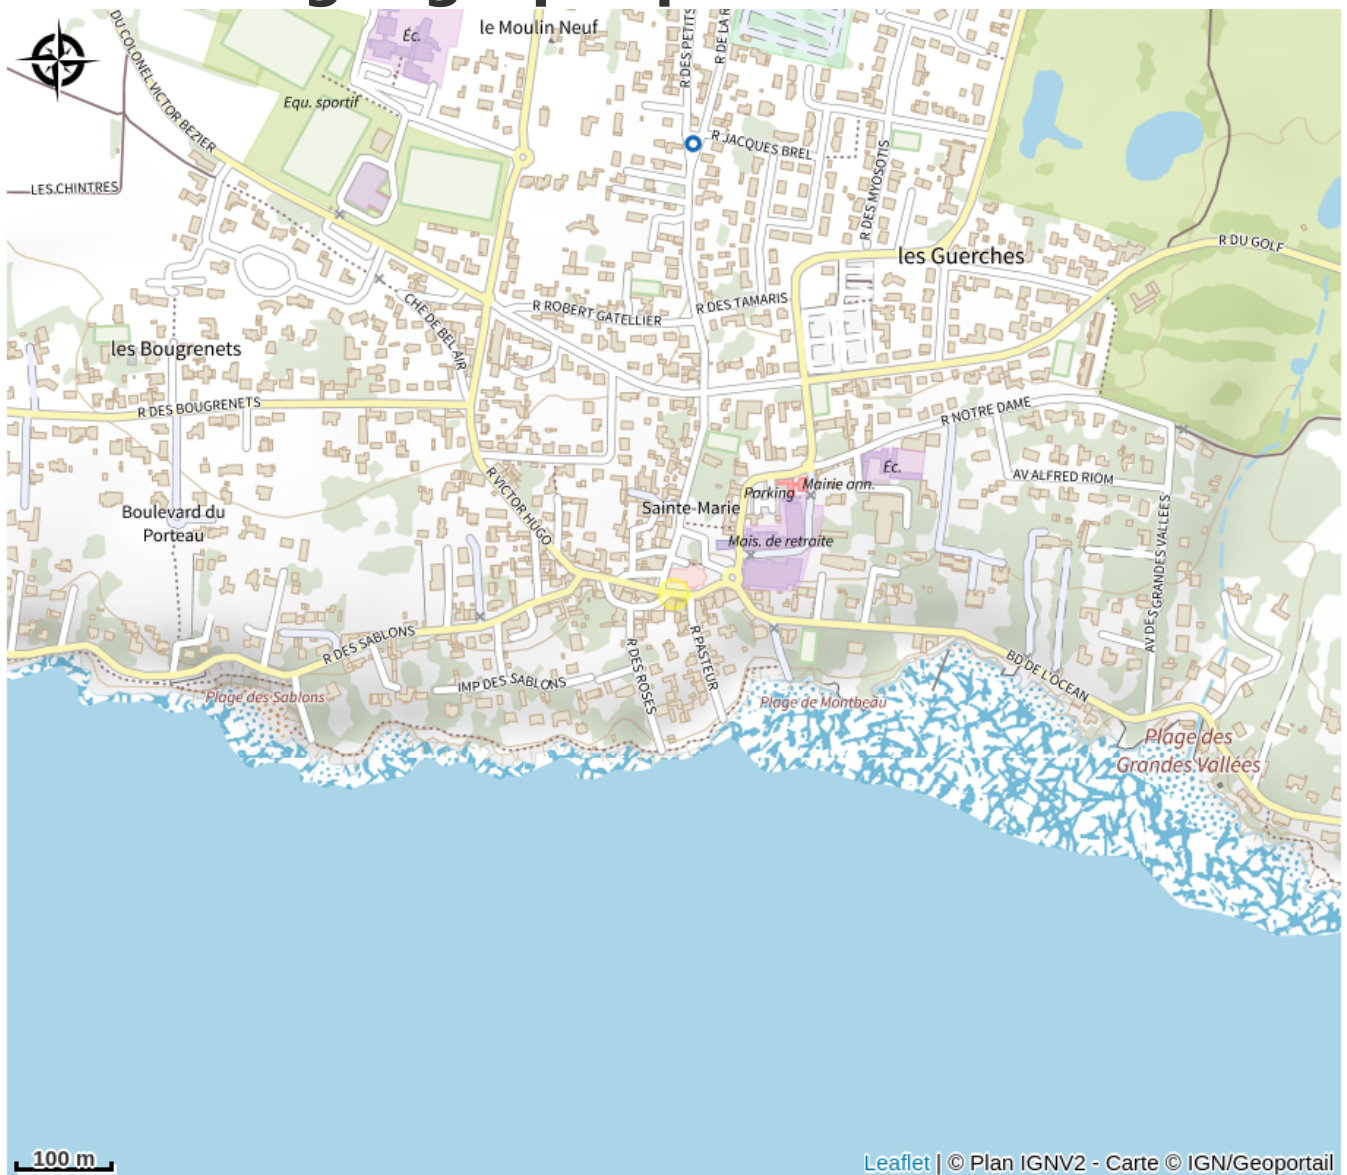 le Moulin Neuf
Éc.
DU COLONEL VICTOR BEZIER
R DES PETITS
R DE LA R
Equ. sportif
R JACQUES BREL
LES CHINTRES
R DES MYOSOTIS
R DU GOLF
les Guerches
R DES TAMARIS
R ROBERT GATELLIER
CHE DE BEL AIR
les Bougrenets
R DES BOUGRENETS
R NOTRE DAME
Éc.
AV ALFRED RIOM
Mairie ann.
Parking
R VICTOR HUGO
Sainte-Marie
Boulevard du
Porteau
Mais. de retraite
AV DES GRANDES VALLEES
R DES SABLONS
R PASTEUR
R DES ROSES
BD DE L'OCEAN
IMP DES SABLONS
Plage des Sablons
Plage de Montbeau
Plage des
Grandes Vallées
100 m
Leaflet | © Plan IGNV2 - Carte © IGN/Geoportail